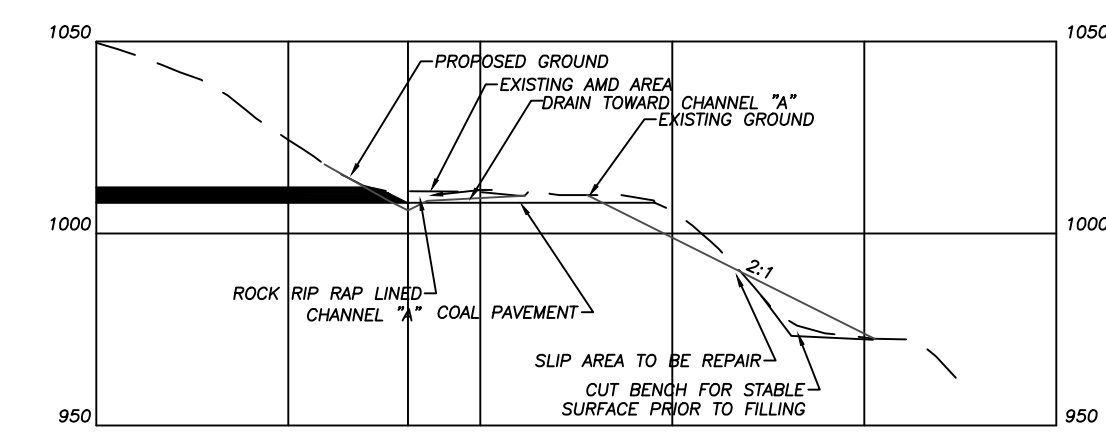 1050
1050
PROPOSED GROUND
EXISTING AMD AREA
DRAIN TOWARD CHANNEL "A"
EXISTING GROUND
1000
1000
2:1
ROCK RIP RAP LINED
CHANNEL "A"
COAL PAVEMENT
SLIP AREA TO BE REPAIR
CUT BENCH FOR STABLE
SURFACE PRIOR TO FILLING
950
950